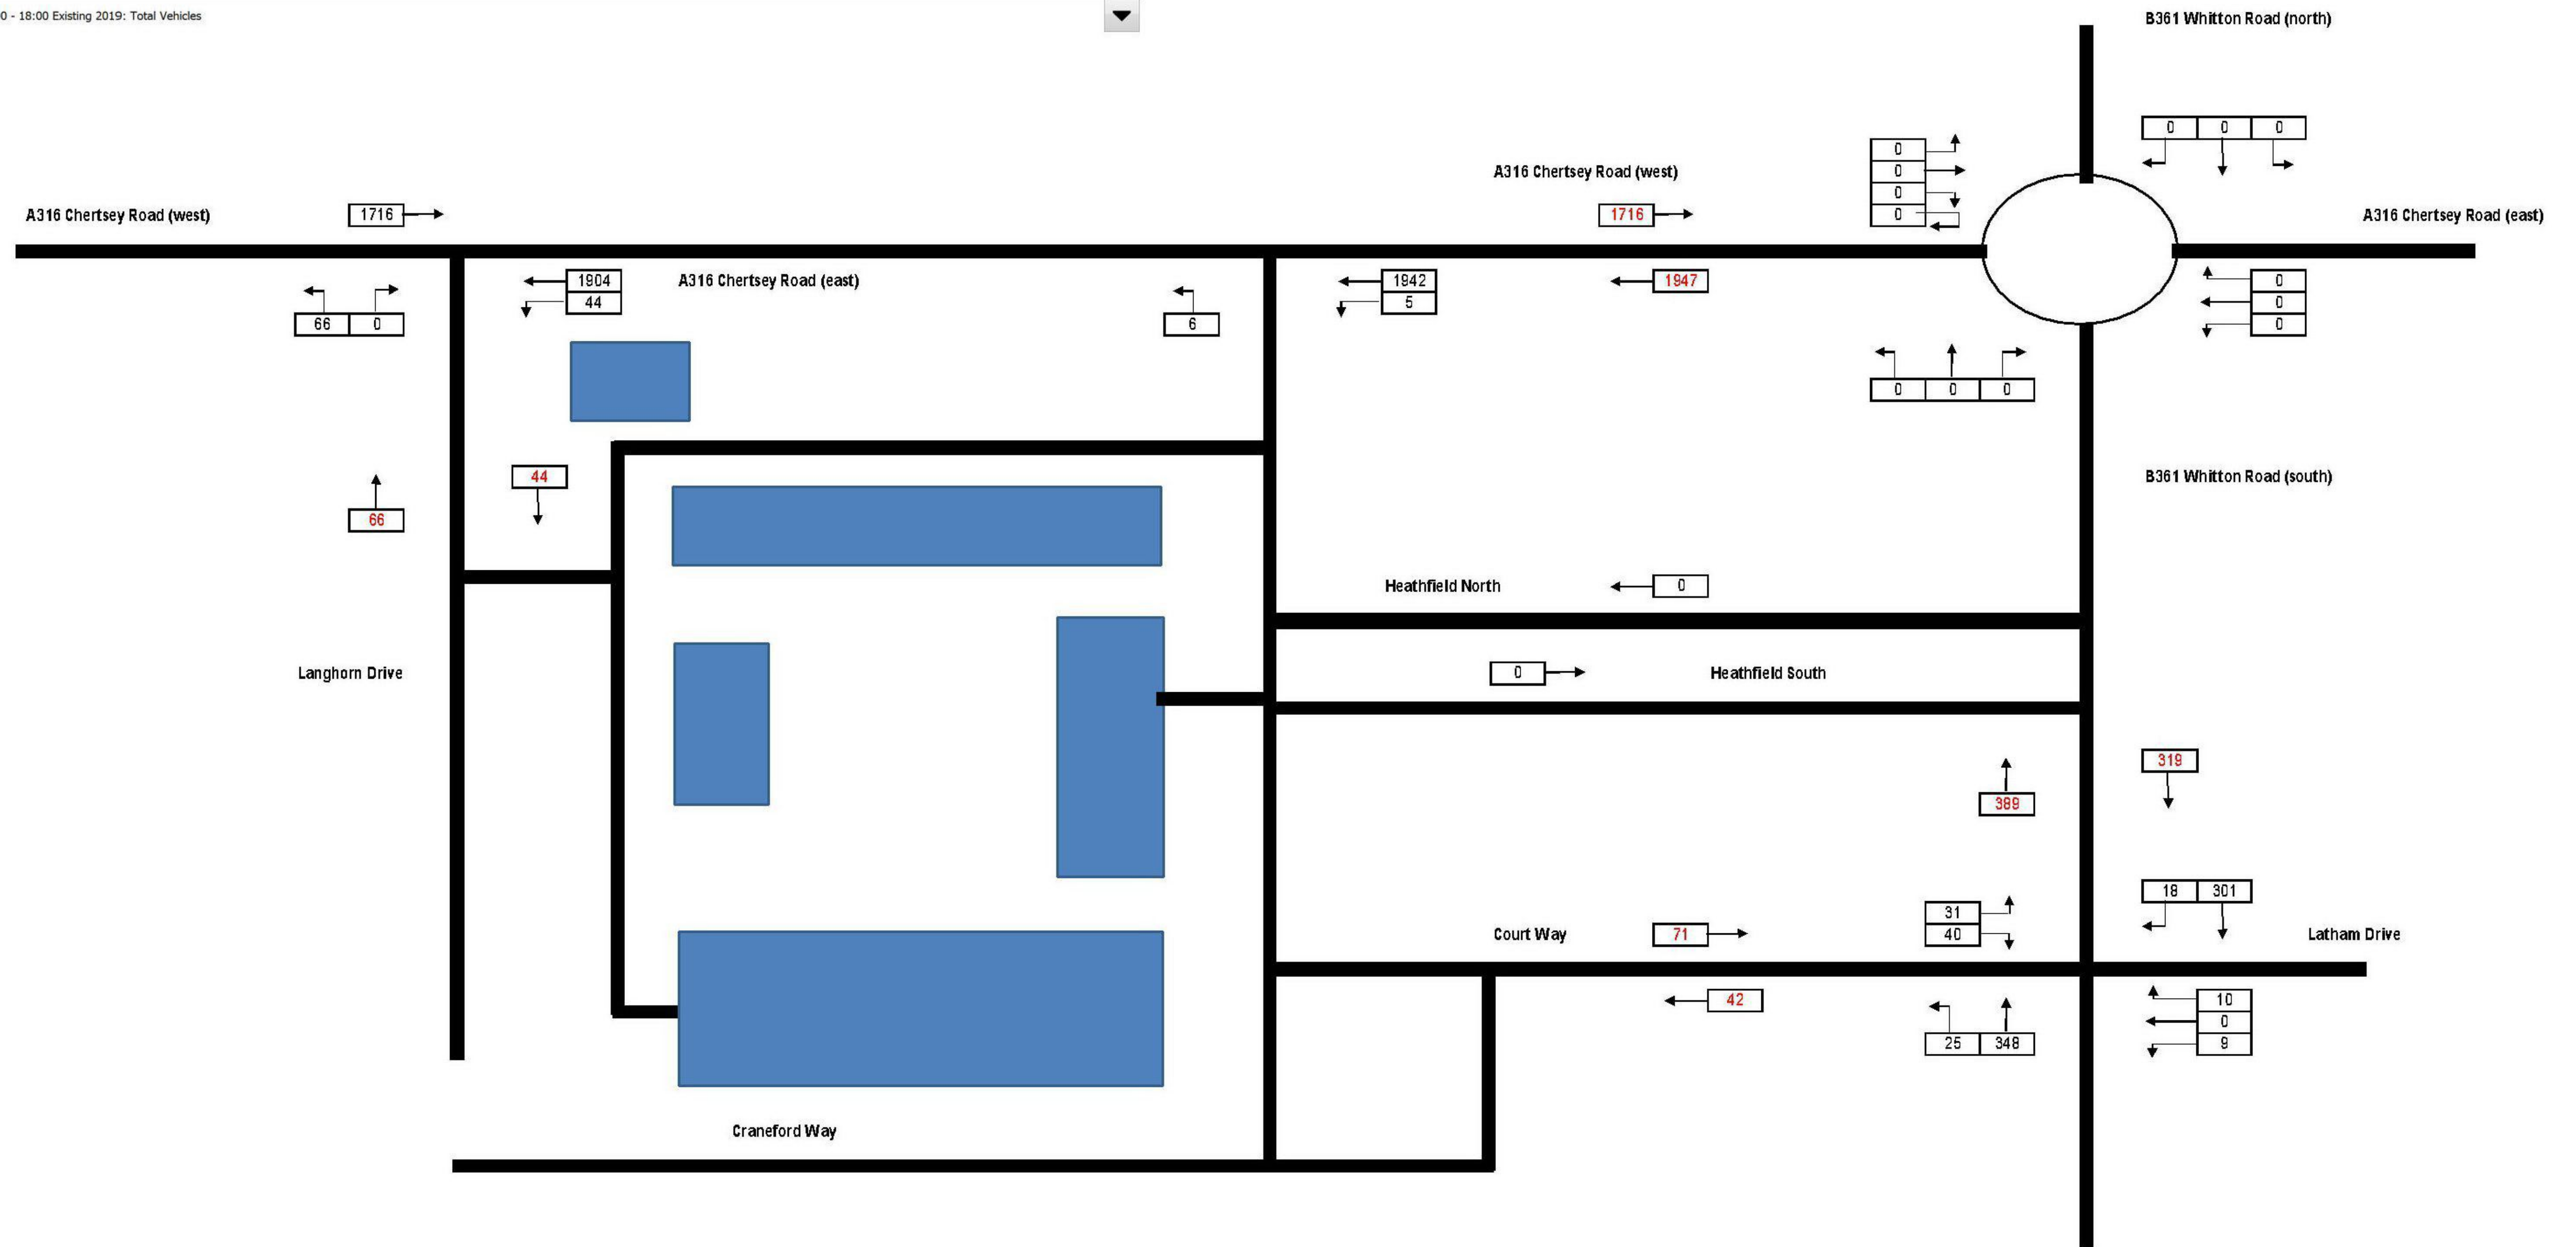 0 - 18:00 Existing 2019: Total Vehicles
B361 Whitton Road (north)
0 0 0
A316 Chertsey Road (west)
0
0
0
0
A316 Chertsey Road (west)
1716
1716
A316 Chertsey Road (east)
1904
44
A316 Chertsey Road (east)
66 0
6
1942
5
1947
0
0
0
0 0 0
44
66
B361 Whitton Road (south)
Heathfield North
0
Langhorn Drive
0
Heathfield South
319
389
18 301
31
40
Court Way
71
Latham Drive
42
25 348
10
0
9
Craneford Way